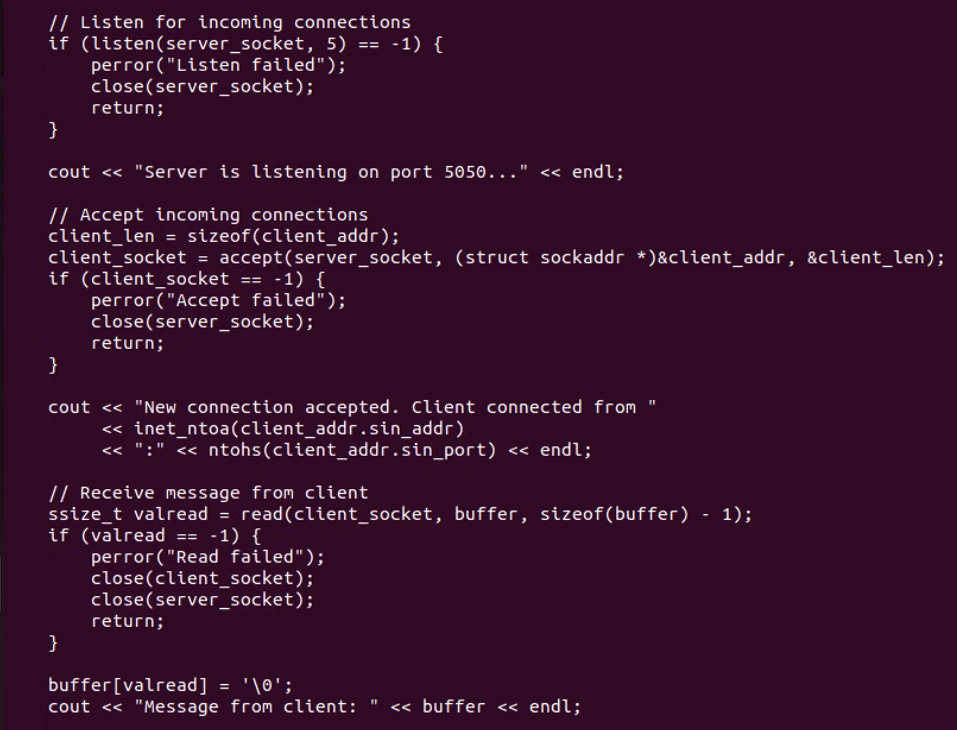 // Listen for incoming connections
if (listen(server_socket, 5) == -1) {
    perror("Listen failed");
    close(server_socket);
    return;
}

cout << "Server is listening on port 5050..." << endl;

// Accept incoming connections
client_len = sizeof(client_addr);
client_socket = accept(server_socket, (struct sockaddr *)&client_addr, &client_len);
if (client_socket == -1) {
    perror("Accept failed");
    close(server_socket);
    return;
}

cout << "New connection accepted. Client connected from "
     << inet_ntoa(client_addr.sin_addr)
     << ":" << ntohs(client_addr.sin_port) << endl;

// Receive message from client
ssize_t valread = read(client_socket, buffer, sizeof(buffer) - 1);
if (valread == -1) {
    perror("Read failed");
    close(client_socket);
    close(server_socket);
    return;
}

buffer[valread] = '\0';
cout << "Message from client: " << buffer << endl;